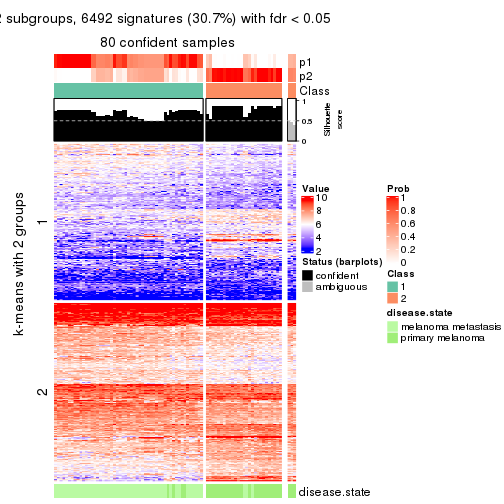 2 subgroups, 6492 signatures (30.7%) with fdr < 0.05
80 confident samples
p1
p2
Class
1
0.5
0
Silhouette
score
k-means with 2 groups
1
2
disease.state
Value
10
8
6
4
2
Status (barplots)
confident
ambiguous
Prob
1
0.8
0.6
0.4
0.2
0
Class
1
2
disease.state
melanoma metastasis
primary melanoma